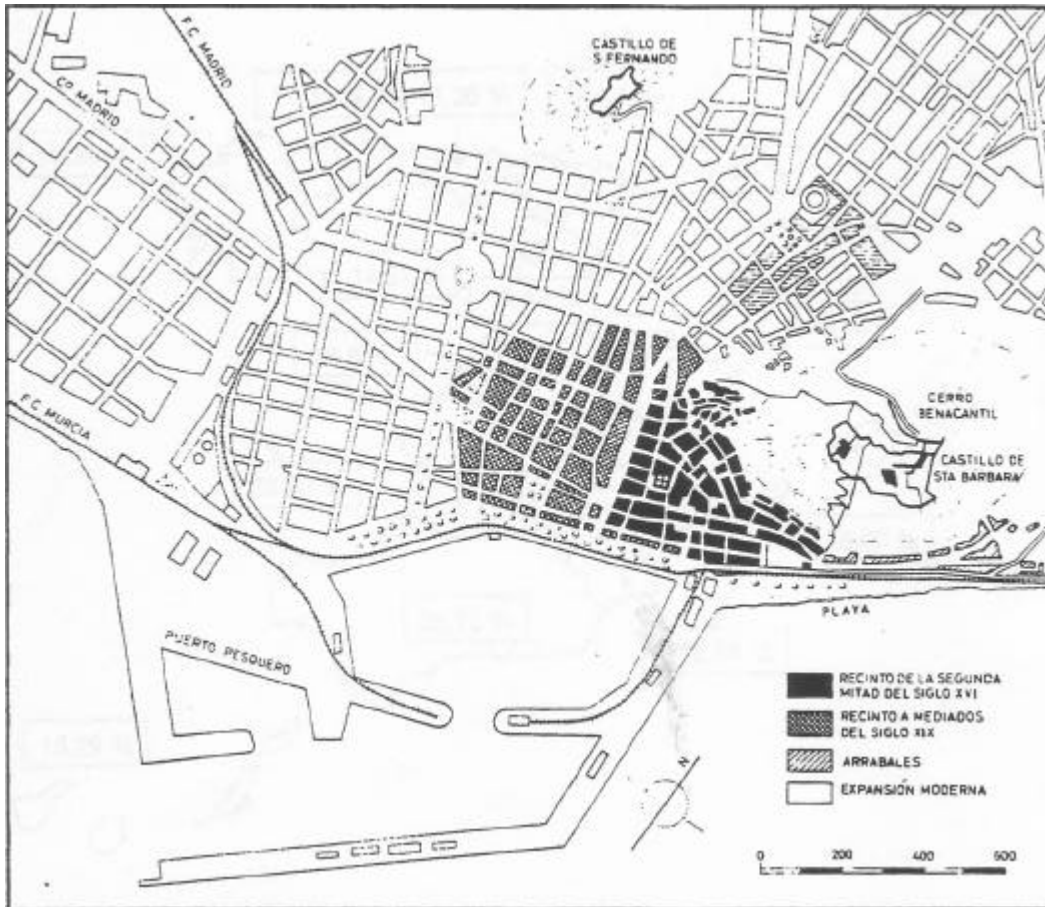 F.C. MADRID
Cº MADRID
CASTILLO DE
S. FERNANDO
F.C. MURCIA
CERRO
BENACANTIL
CASTILLO DE
STA BÁRBARA
PLAYA
PUERTO PESQUERO
RECINTO DE LA SEGUNDA
MITAD DEL SIGLO XVI
RECINTO A MEDIADOS
DEL SIGLO XIX
ARRABALES
EXPANSIÓN MODERNA
N
0 200 400 600